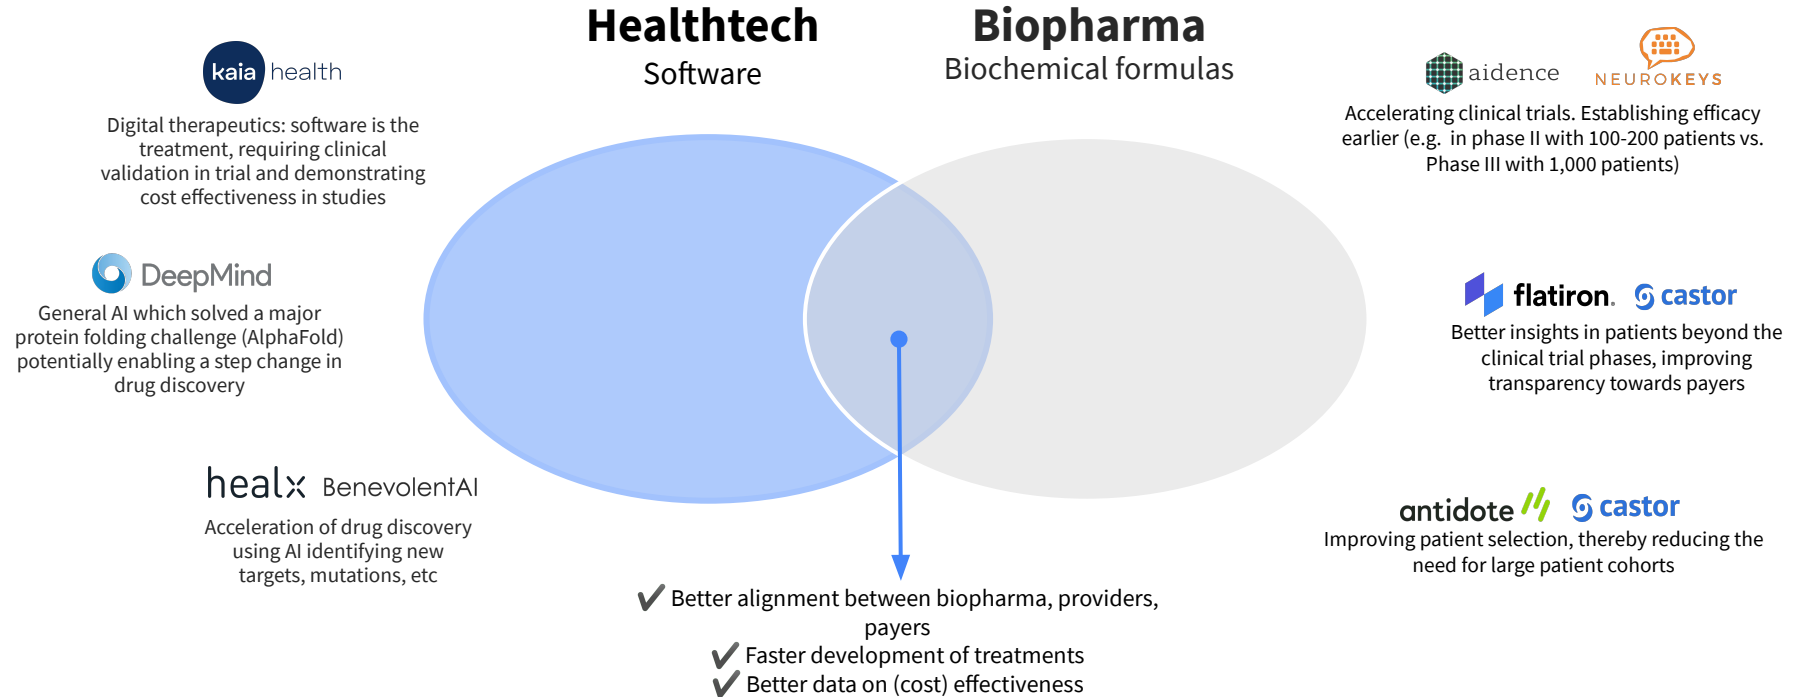 Healthtech
Software
Biopharma
Biochemical formulas
kaia health
Digital therapeutics: software is the
treatment, requiring clinical
validation in trial and demonstrating
cost effectiveness in studies
DeepMind
General AI which solved a major
protein folding challenge (AlphaFold)
potentially enabling a step change in
drug discovery
healx BenevolentAI
Acceleration of drug discovery
using AI identifying new
targets, mutations, etc
aidence NEUROKEYS
Accelerating clinical trials. Establishing efficacy
earlier (e.g. in phase II with 100-200 patients vs.
Phase III with 1,000 patients)
flatiron. castor
Better insights in patients beyond the
clinical trial phases, improving
transparency towards payers
antidote castor
Improving patient selection, thereby reducing the
need for large patient cohorts
✔ Better alignment between biopharma, providers,
payers
✔ Faster development of treatments
✔ Better data on (cost) effectiveness